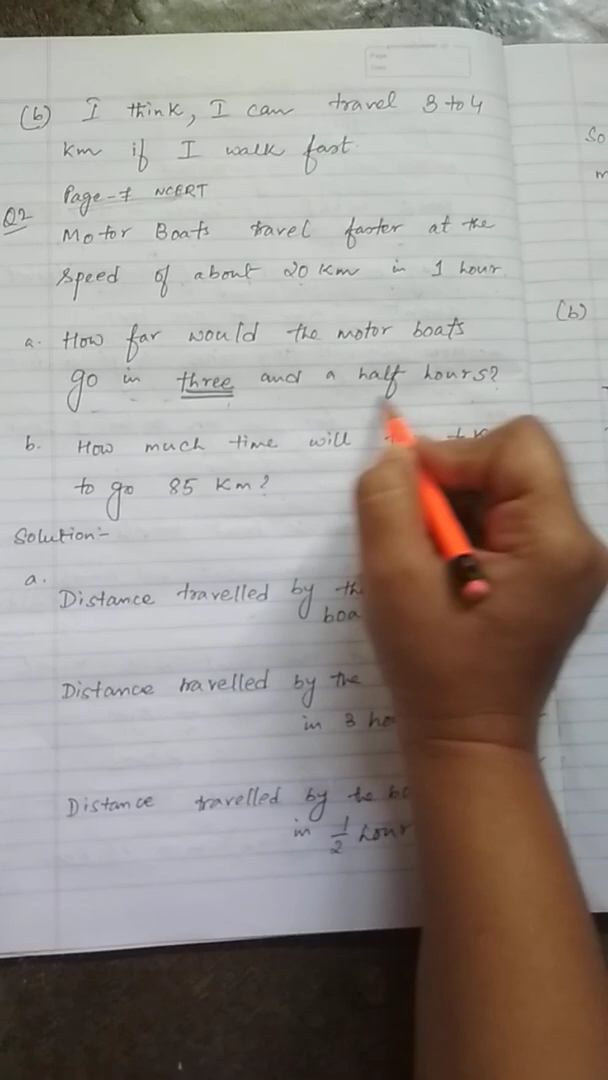 (b) I think, I can travel 3 to 4
Km if I walk fast
Page-7 NCERT
Q2
Motor Boats travel faster at the
speed of about 20 Km in 1 hour
a. How far would the motor boats
go in three and a half hours?
b. How much time will
to go 85 Km?
Solution:-
a.
Distance travelled by
Distance travelled by the
in 3
Distance travelled by the
in 1/2 hour
So
(b)